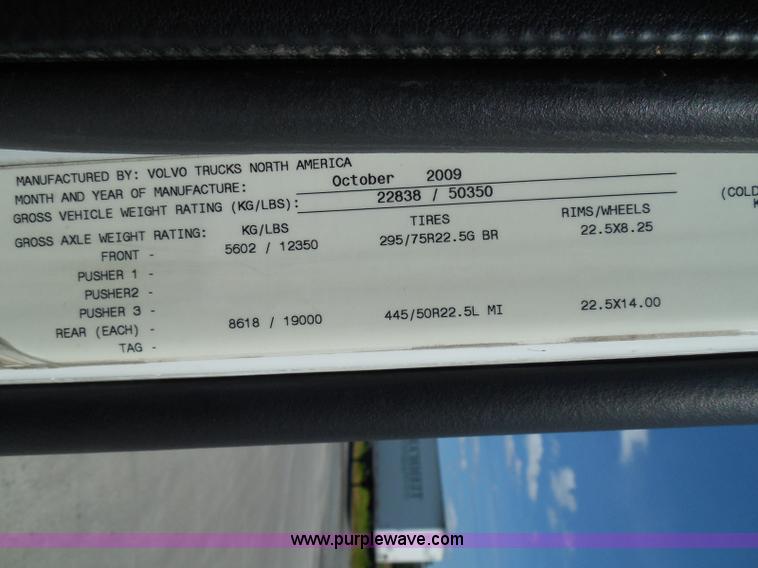 MANUFACTURED BY: VOLVO TRUCKS NORTH AMERICA
MONTH AND YEAR OF MANUFACTURE: October 2009
GROSS VEHICLE WEIGHT RATING (KG/LBS): 22838 / 50350
(COLD
GROSS AXLE WEIGHT RATING: KG/LBS TIRES RIMS/WHEELS K
FRONT - 5602 / 12350 295/75R22.5G BR 22.5X8.25
PUSHER 1 -
PUSHER2 -
PUSHER 3 -
REAR (EACH) - 8618 / 19000 445/50R22.5L MI 22.5X14.00
TAG -
www.purplewave.com